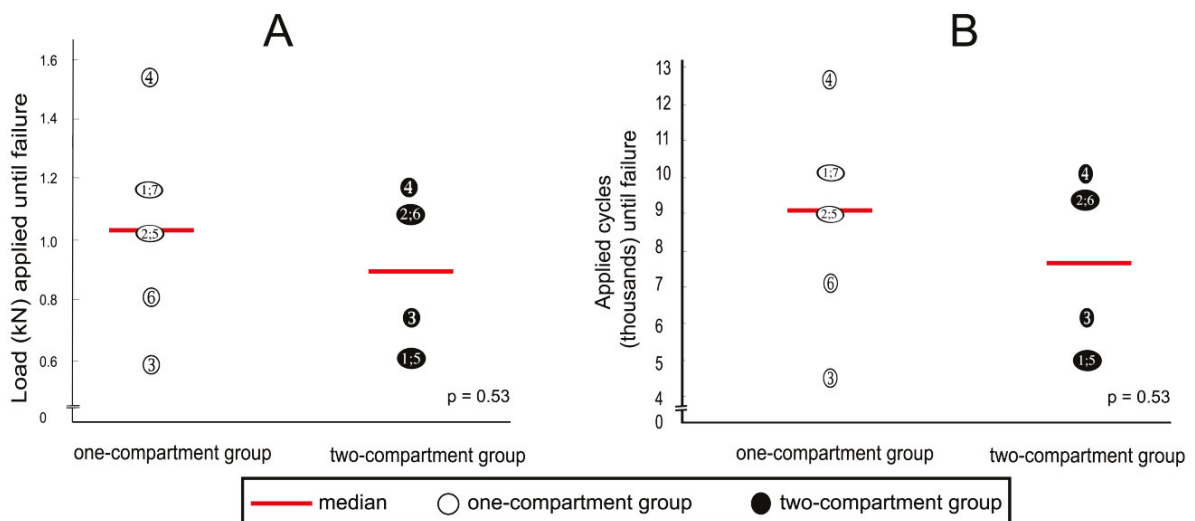 A
Load (kN) applied until failure
1.6
1.4
1.2
1.0
0.8
0.6
0
4
1;7
2;5
6
3
4
2;6
3
1;5
p = 0.53
one-compartment group
two-compartment group
B
Applied cycles
(thousands) until failure
13
12
11
10
9
8
7
6
5
4
0
4
1;7
2;5
6
3
4
2;6
3
1;5
p = 0.53
one-compartment group
two-compartment group
median
one-compartment group
two-compartment group